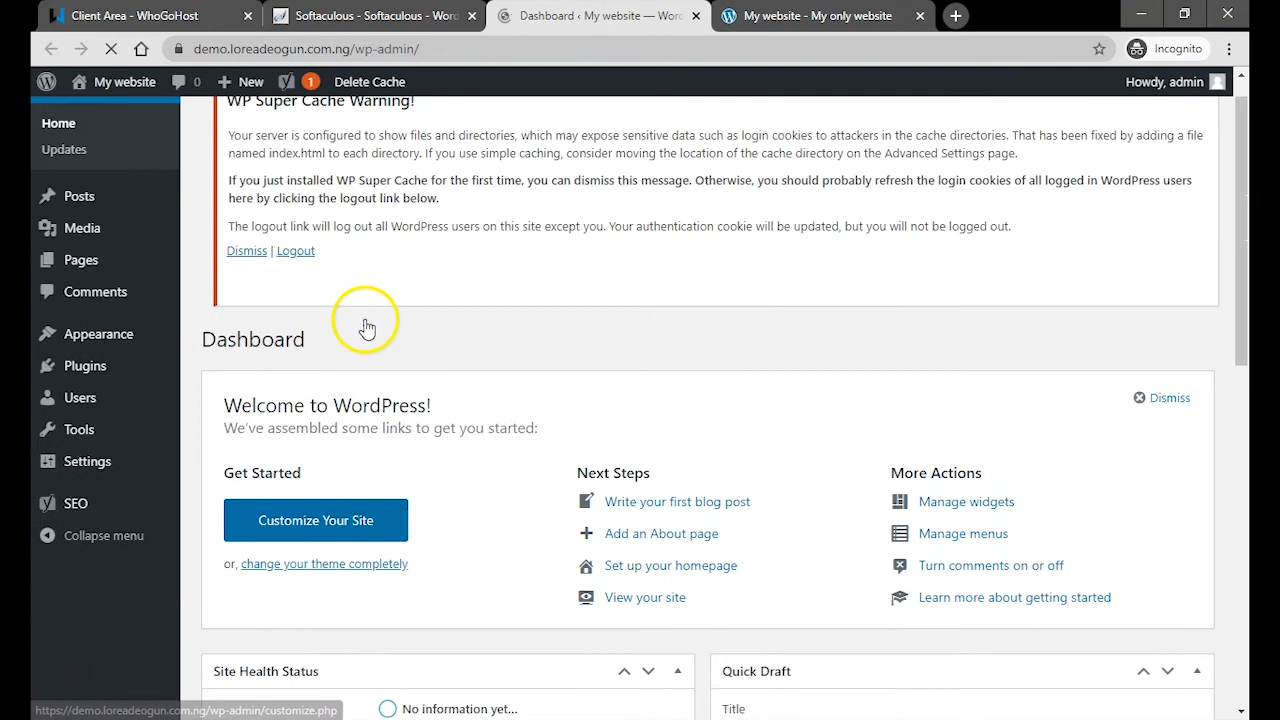 Client Area - WhoGoHost
Softaculous - Softaculous - Word
Dashboard ‹ My website — Word
My website - My only website
demo.loreadeogun.com.ng/wp-admin/
Incognito
My website 0 New 1 Delete Cache Howdy, admin
Home
Updates
Posts
Media
Pages
Comments
Appearance
Plugins
Users
Tools
Settings
SEO
Collapse menu
WP Super Cache Warning!
Your server is configured to show files and directories, which may expose sensitive data such as login cookies to attackers in the cache directories. That has been fixed by adding a file
named index.html to each directory. If you use simple caching, consider moving the location of the cache directory on the Advanced Settings page.
If you just installed WP Super Cache for the first time, you can dismiss this message. Otherwise, you should probably refresh the login cookies of all logged in WordPress users
here by clicking the logout link below.
The logout link will log out all WordPress users on this site except you. Your authentication cookie will be updated, but you will not be logged out.
Dismiss | Logout
Dashboard
Welcome to WordPress!
Dismiss
We've assembled some links to get you started:
Get Started
Customize Your Site
or, change your theme completely
Next Steps
Write your first blog post
Add an About page
Set up your homepage
View your site
More Actions
Manage widgets
Manage menus
Turn comments on or off
Learn more about getting started
Site Health Status
No information yet...
Quick Draft
Title
https://demo.loreadeogun.com.ng/wp-admin/customize.php